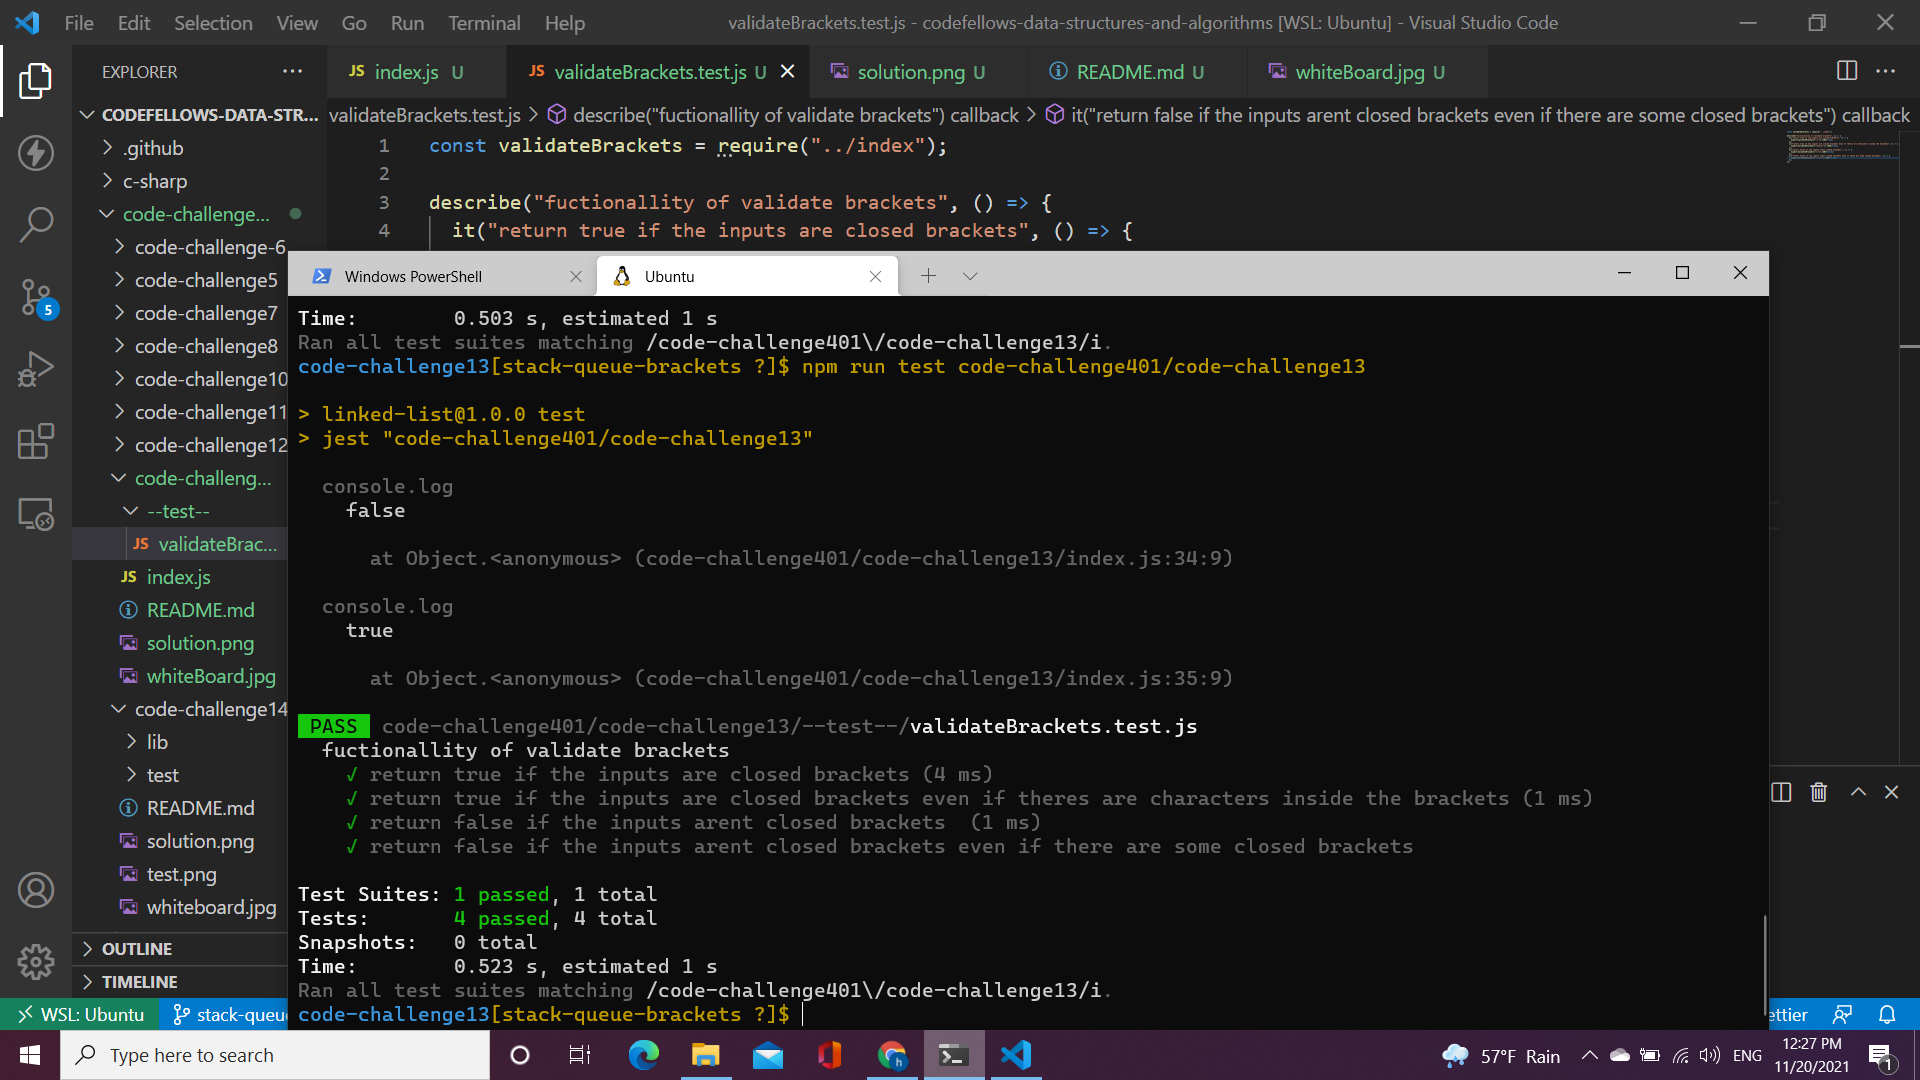 File Edit Selection View Go Run Terminal Help
validateBrackets.test.js - codefellows-data-structures-and-algorithms [WSL: Ubuntu] - Visual Studio Code
EXPLORER
JS index.js U
JS validateBrackets.test.js U
solution.png U
README.md U
whiteBoard.jpg U
validateBrackets.test.js > describe("fuctionallity of validate brackets") callback > it("return false if the inputs arent closed brackets even if there are some closed brackets") callback
CODEFELLOWS-DATA-STR...
.github
c-sharp
code-challenge...
code-challenge-6
code-challenge5
code-challenge7
code-challenge8
code-challenge10
code-challenge11
code-challenge12
code-challeng...
--test--
JS validateBrac...
JS index.js
README.md
solution.png
whiteBoard.jpg
code-challenge14
lib
test
README.md
solution.png
test.png
whiteboard.jpg
OUTLINE
TIMELINE
5
1 const validateBrackets = require("../index");
2
3 describe("fuctionallity of validate brackets", () => {
4 it("return true if the inputs are closed brackets", () => {
Windows PowerShell
Ubuntu
Time: 0.503 s, estimated 1 s
Ran all test suites matching /code-challenge401\/code-challenge13/i.
code-challenge13[stack-queue-brackets ?]$ npm run test code-challenge401/code-challenge13
> linked-list@1.0.0 test
> jest "code-challenge401/code-challenge13"
console.log
false
at Object.<anonymous> (code-challenge401/code-challenge13/index.js:34:9)
console.log
true
at Object.<anonymous> (code-challenge401/code-challenge13/index.js:35:9)
PASS code-challenge401/code-challenge13/--test--/validateBrackets.test.js
fuctionallity of validate brackets
√ return true if the inputs are closed brackets (4 ms)
√ return true if the inputs are closed brackets even if theres are characters inside the brackets (1 ms)
√ return false if the inputs arent closed brackets (1 ms)
√ return false if the inputs arent closed brackets even if there are some closed brackets
Test Suites: 1 passed, 1 total
Tests: 4 passed, 4 total
Snapshots: 0 total
Time: 0.523 s, estimated 1 s
Ran all test suites matching /code-challenge401\/code-challenge13/i.
code-challenge13[stack-queue-brackets ?]$
WSL: Ubuntu
stack-queue
ettier
Type here to search
57°F Rain
ENG
12:27 PM
11/20/2021
1